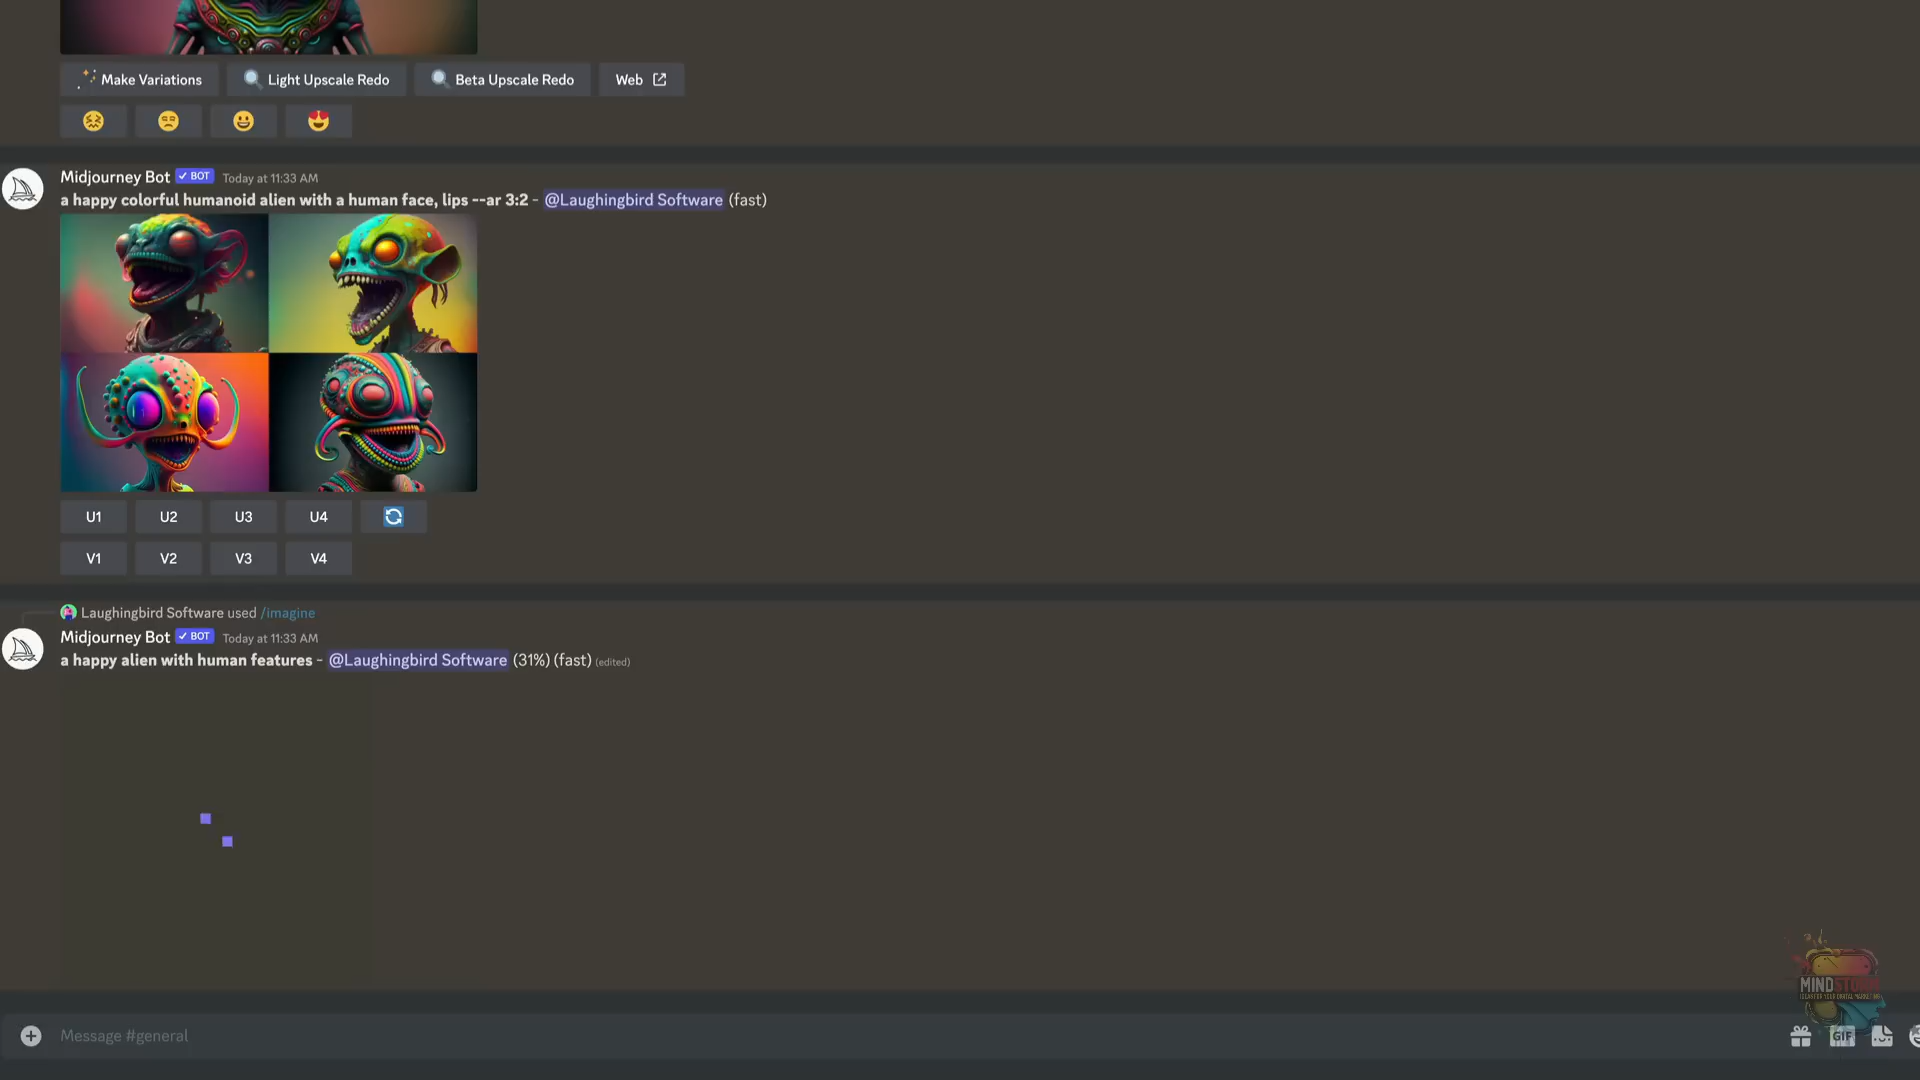 Make Variations
Light Upscale Redo
Beta Upscale Redo
Web
Midjourney Bot ✓ BOT Today at 11:33 AM
a happy colorful humanoid alien with a human face, lips --ar 3:2 - @Laughingbird Software (fast)
U1 U2 U3 U4
V1 V2 V3 V4
Laughingbird Software used /imagine
Midjourney Bot ✓ BOT Today at 11:33 AM
a happy alien with human features - @Laughingbird Software (31%) (fast) (edited)
MINDSTORM
Message #general
GIF